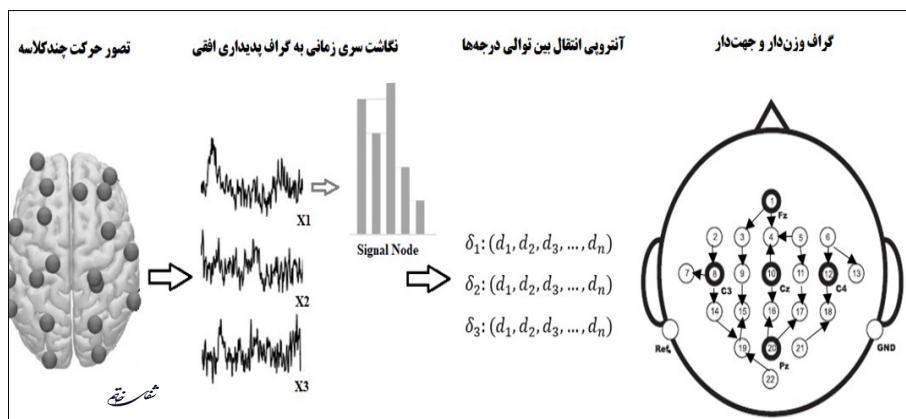 تصور حرکت چندکلاسه
نگاشت سری زمانی به گراف پدیداری افقی
آنتروپی انتقال بین توالی درجه‌ها
گراف وزن‌دار و جهت‌دار
X1
X2
X3
Signal Node
δ₁: (d₁, d₂, d₃, …, dₙ)
δ₂: (d₁, d₂, d₃, …, dₙ)
δ₃: (d₁, d₂, d₃, …, dₙ)
1
Fz
2 3 4 5 6
7 8 9 10 11 12 13
C3 Cz C4
14 15 16 17 18
Ref. 19 20 21 GND
Pz
22